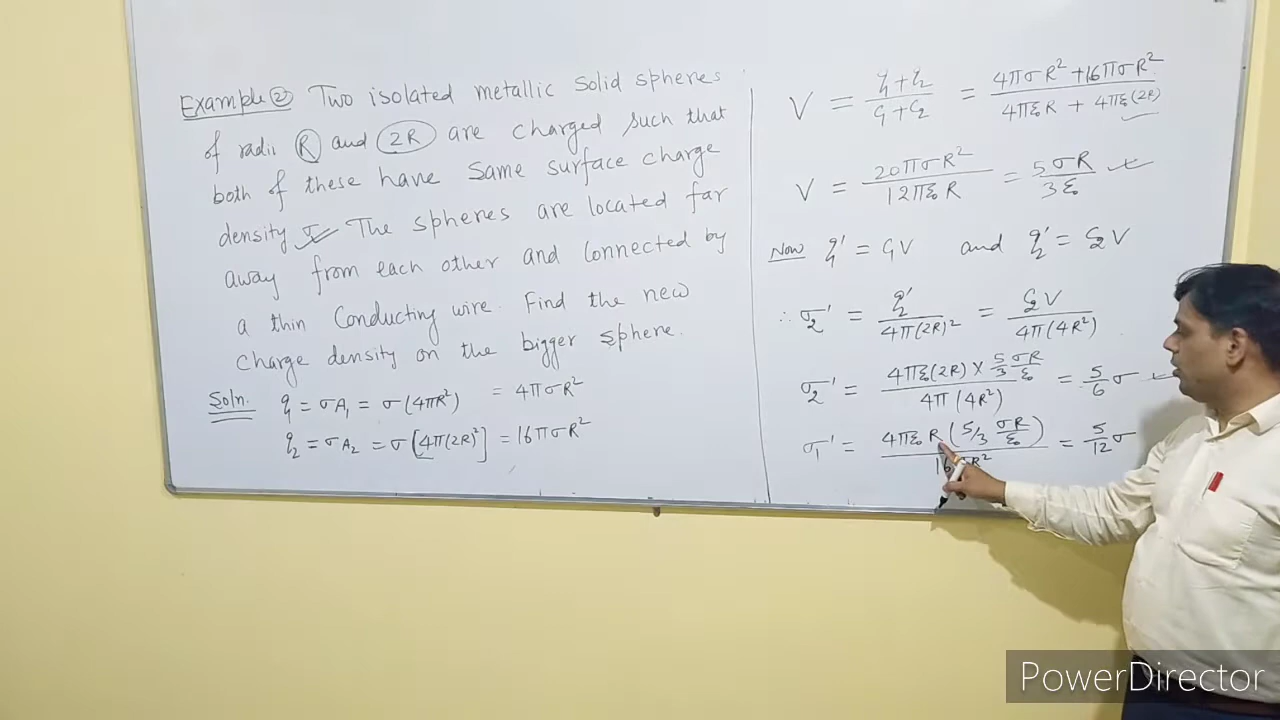 Example ② Two isolated metallic solid spheres
of radii R and 2R are charged such that
both of these have same surface charge
density σ. The spheres are located far
away from each other and connected by
a thin conducting wire. Find the new
charge density on the bigger sphere.
Soln. q₁ = σA₁ = σ(4πR²) = 4πσR²
q₂ = σA₂ = σ[4π(2R)²] = 16πσR²
V = (q₁+q₂)/(C₁+C₂) = (4πσR² + 16πσR²)/(4πε₀R + 4πε₀(2R))
V = 20πσR²/12πε₀R = 5σR/3ε₀
Now q₁' = C₁V and q₂' = C₂V
∴ σ₂' = q₂'/4π(2R)² = C₂V/4π(4R²)
σ₂' = (4πε₀(2R) × 5/3 σR/ε₀)/4π(4R²) = 5/6 σ
σ₁' = 4πε₀R(5/3 σR/ε₀)/16 R² = 5/12 σ
PowerDirector